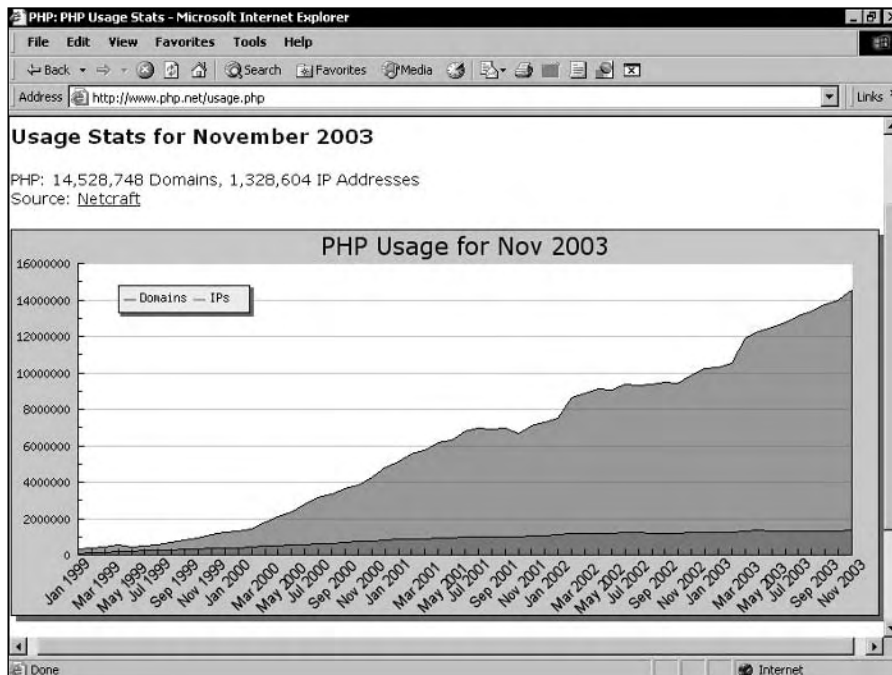 PHP: PHP Usage Stats - Microsoft Internet Explorer
File Edit View Favorites Tools Help
Back Search Favorites Media
Address http://www.php.net/usage.php Links
Usage Stats for November 2003
PHP: 14,528,748 Domains, 1,328,604 IP Addresses
Source: Netcraft
PHP Usage for Nov 2003
16000000
Domains IPs
14000000
12000000
10000000
8000000
6000000
4000000
2000000
0
Jan 1999 Mar 1999 May 1999 Jul 1999 Sep 1999 Nov 1999 Jan 2000 Mar 2000 May 2000 Jul 2000 Sep 2000 Nov 2000 Jan 2001 Mar 2001 May 2001 Jul 2001 Sep 2001 Nov 2001 Jan 2002 Mar 2002 May 2002 Jul 2002 Sep 2002 Nov 2002 Jan 2003 Mar 2003 May 2003 Jul 2003 Sep 2003 Nov 2003
Done Internet